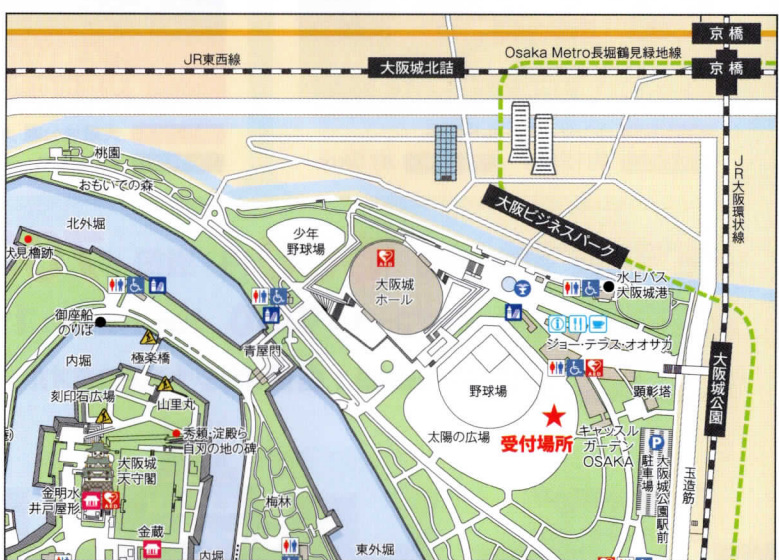 京橋
Osaka Metro長堀鶴見緑地線
JR東西線
大阪城北詰
京橋
桃園
おもいでの森
JR大阪環状線
大阪ビジネスパーク
北外堀
少年
野球場
伏見櫓跡
大阪城
ホール
水上バス
大阪城港
御座船
のりば
ジョー・テラス・オオサカ
青屋門
極楽橋
内堀
大阪城公園
刻印石広場
山里丸
野球場
顕彰塔
秀頼・淀殿ら
自刃の地の碑
太陽の広場
受付場所
キャッスル
ガーデン
OSAKA
P
大阪城公園駅前
駐車場
玉造筋
大阪城
天守閣
金明水
井戸屋形
梅林
金蔵
内堀
東外堀